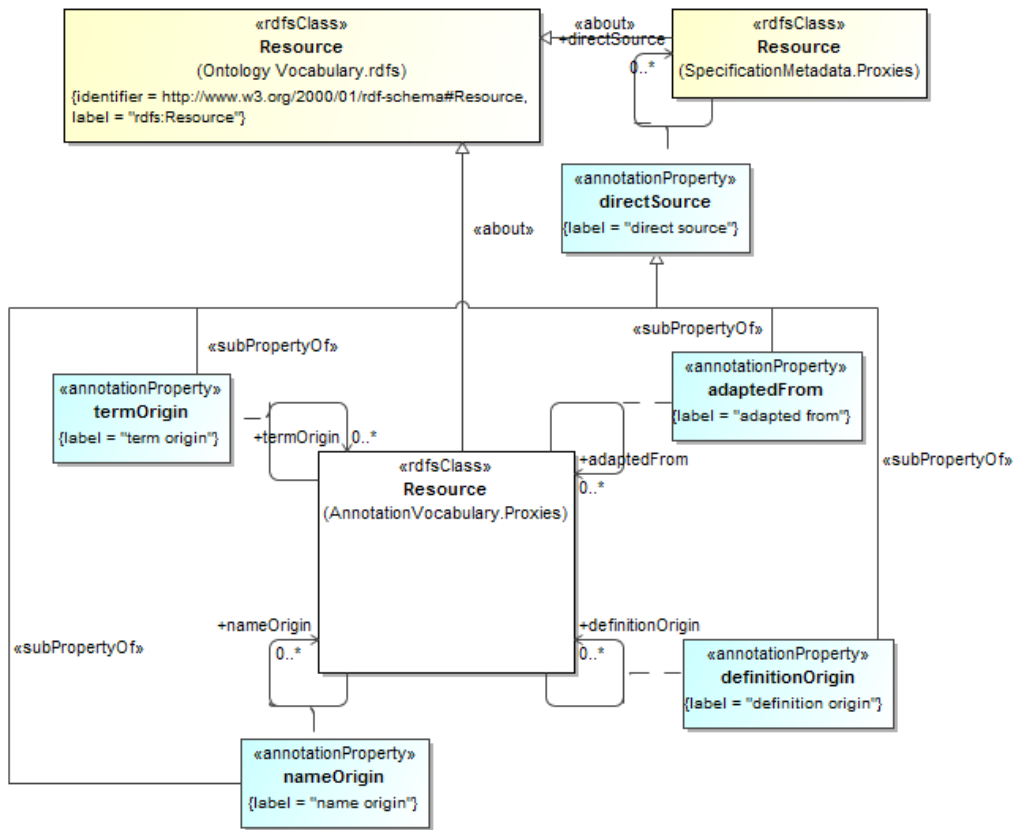 «rdfsClass»
Resource
(Ontology Vocabulary.rdfs)
{identifier = http://www.w3.org/2000/01/rdf-schema#Resource,
label = "rdfs:Resource"}
«about»
+directSource
0..*
«rdfsClass»
Resource
(SpecificationMetadata.Proxies)
«annotationProperty»
directSource
{label = "direct source"}
«about»
«subPropertyOf»
«subPropertyOf»
«annotationProperty»
termOrigin
{label = "term origin"}
+termOrigin 0..*
«annotationProperty»
adaptedFrom
{label = "adapted from"}
+adaptedFrom
0..*
«subPropertyOf»
«rdfsClass»
Resource
(AnnotationVocabulary.Proxies)
+nameOrigin
0..*
+definitionOrigin
0..*
«subPropertyOf»
«annotationProperty»
definitionOrigin
{label = "definition origin"}
«annotationProperty»
nameOrigin
{label = "name origin"}